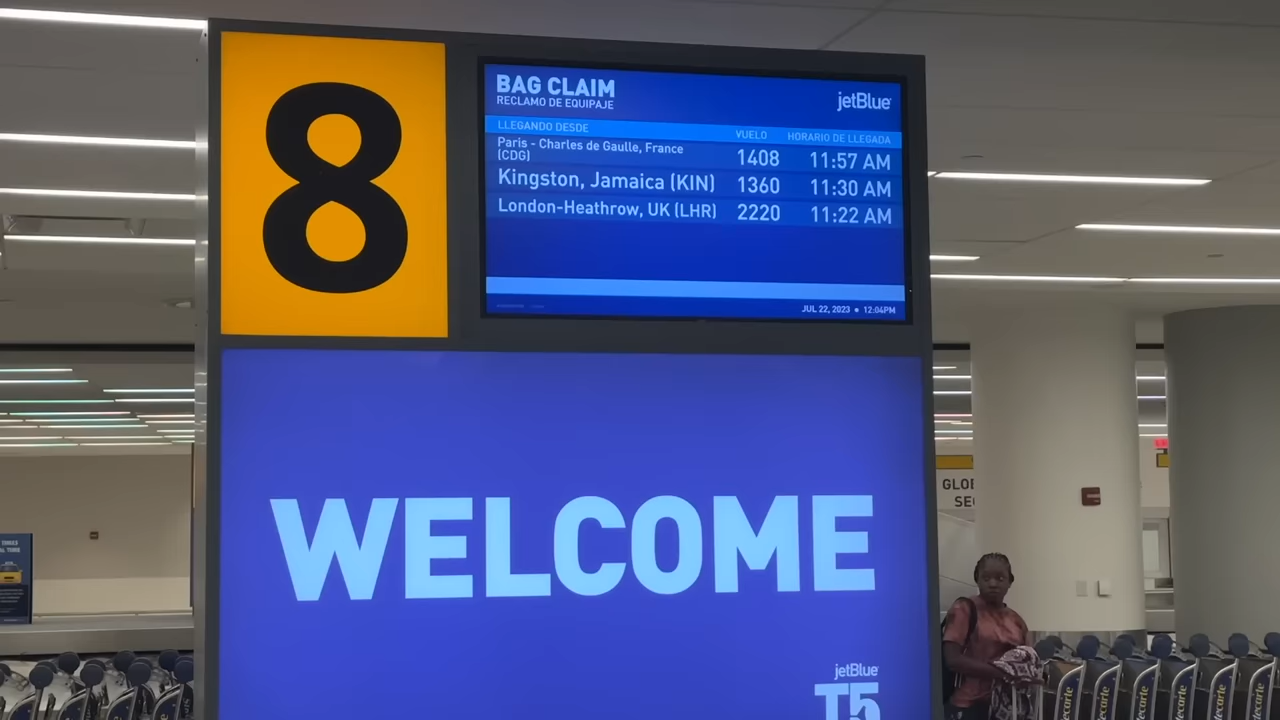 8
BAG CLAIM
RECLAMO DE EQUIPAJE
jetBlue
LLEGANDO DESDE VUELO HORARIO DE LLEGADA
Paris - Charles de Gaulle, France
(CDG) 1408 11:57 AM
Kingston, Jamaica (KIN) 1360 11:30 AM
London-Heathrow, UK (LHR) 2220 11:22 AM
JUL 22, 2023 • 12:04PM
WELCOME
jetBlue
T5